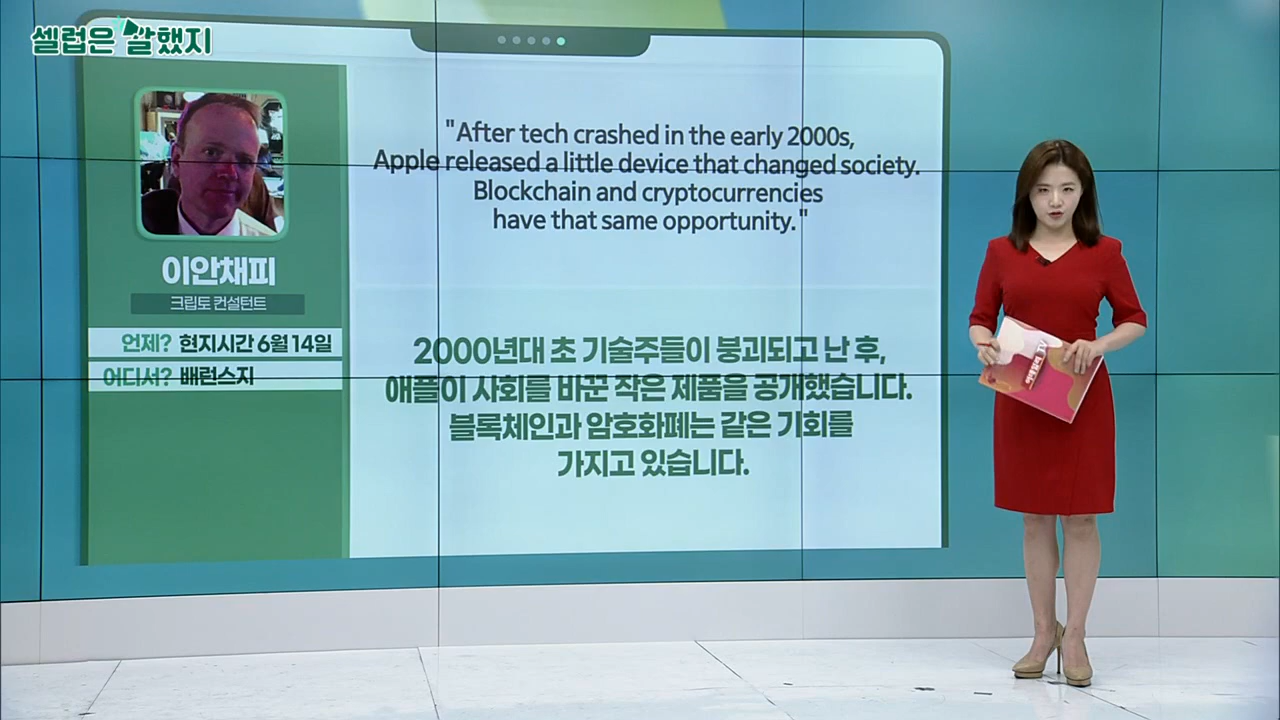 셀럽은 말했지
"After tech crashed in the early 2000s,
Apple released a little device that changed society.
Blockchain and cryptocurrencies
have that same opportunity."
이안채피
크립토 컨설턴트
언제? 현지시간 6월 14일
어디서? 배런스지
2000년대 초 기술주들이 붕괴되고 난 후,
애플이 사회를 바꾼 작은 제품을 공개했습니다.
블록체인과 암호화폐는 같은 기회를
가지고 있습니다.